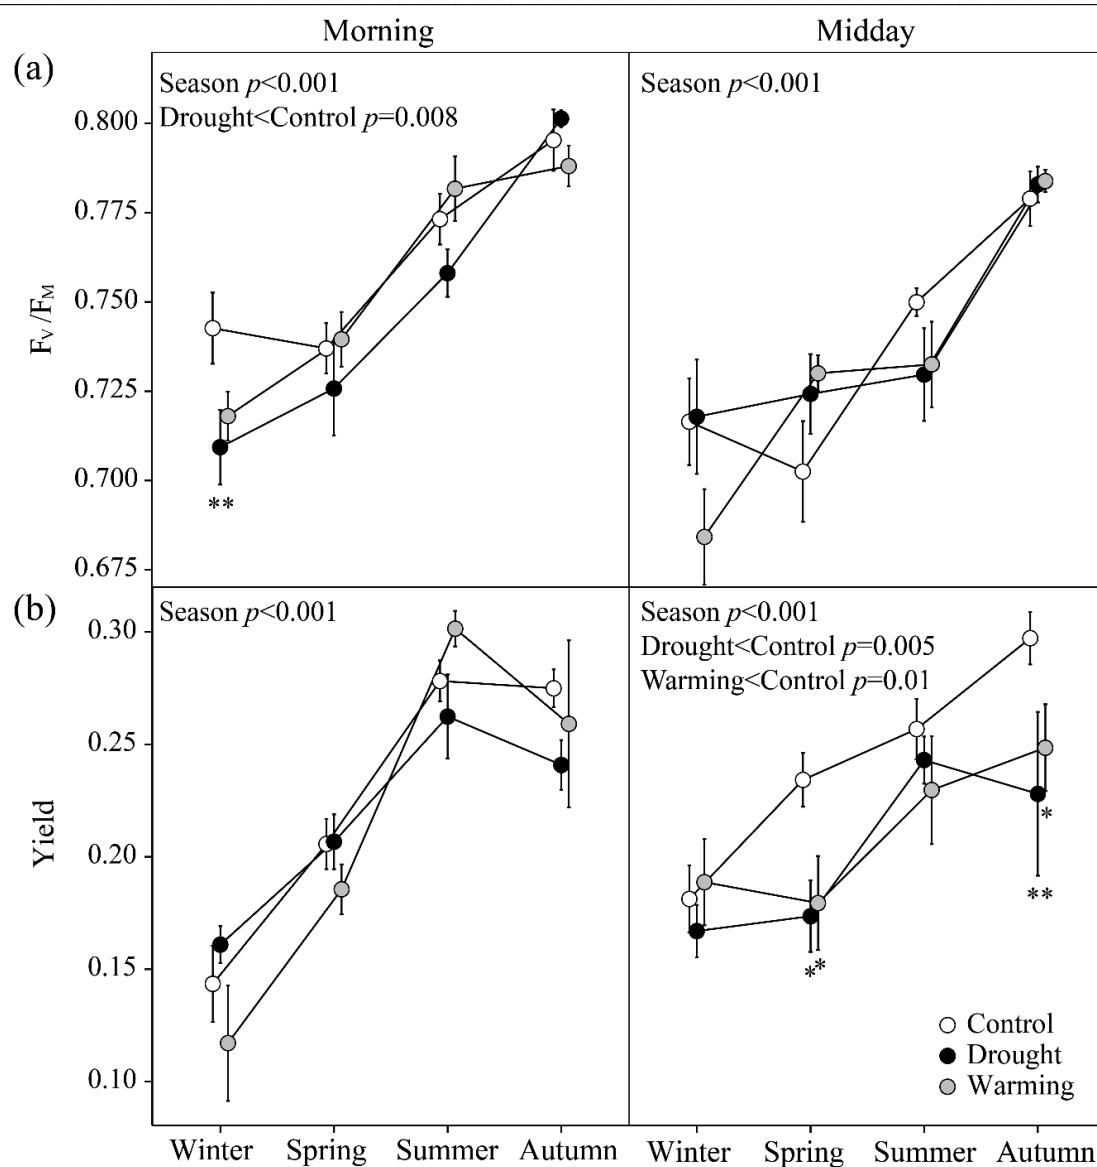 Morning
Midday
(a)
Season p<0.001
Drought<Control p=0.008
Season p<0.001
0.800
0.775
0.750
0.725
0.700
0.675
F_V/F_M
**
(b)
Season p<0.001
Season p<0.001
Drought<Control p=0.005
Warming<Control p=0.01
0.30
0.25
0.20
0.15
0.10
Yield
*
**
* *
Control
Drought
Warming
Winter Spring Summer Autumn
Winter Spring Summer Autumn